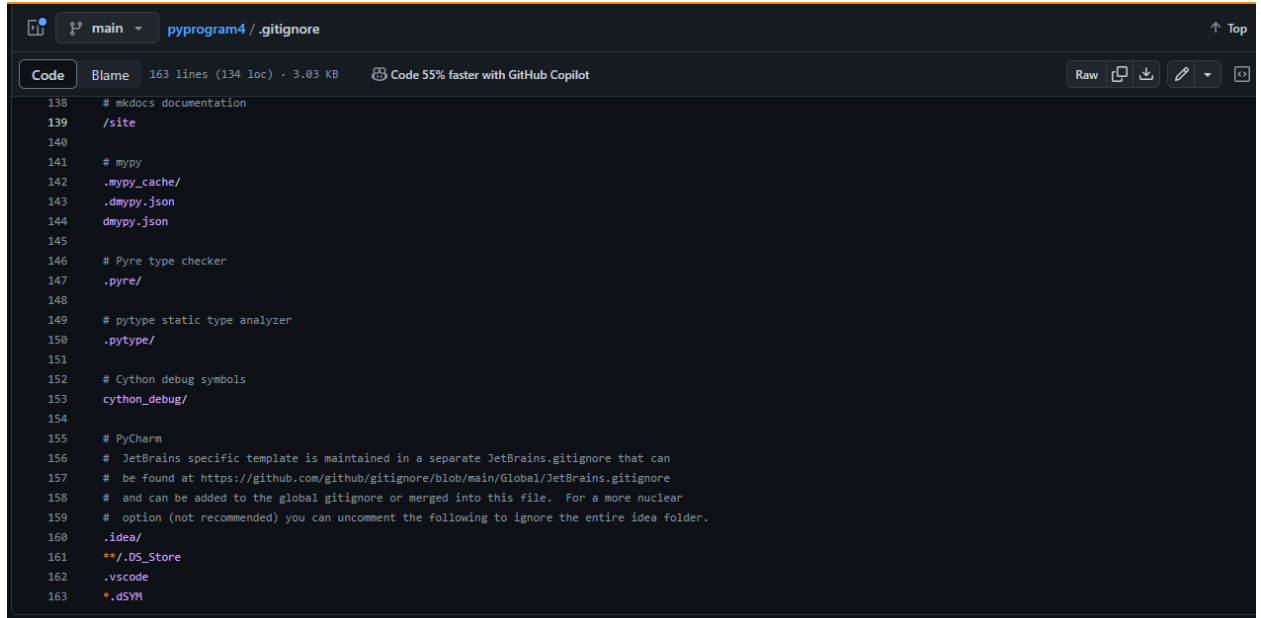 main
pyprogram4 / .gitignore
Top
Code
Blame
163 lines (134 loc) · 3.03 KB
Code 55% faster with GitHub Copilot
Raw
138 # mkdocs documentation
139 /site
140
141 # mypy
142 .mypy_cache/
143 .dmypy.json
144 dmypy.json
145
146 # Pyre type checker
147 .pyre/
148
149 # pytype static type analyzer
150 .pytype/
151
152 # Cython debug symbols
153 cython_debug/
154
155 # PyCharm
156 #  JetBrains specific template is maintained in a separate JetBrains.gitignore that can
157 #  be found at https://github.com/github/gitignore/blob/main/Global/JetBrains.gitignore
158 #  and can be added to the global gitignore or merged into this file.  For a more nuclear
159 #  option (not recommended) you can uncomment the following to ignore the entire idea folder.
160 .idea/
161 **/.DS_Store
162 .vscode
163 *.dSYM